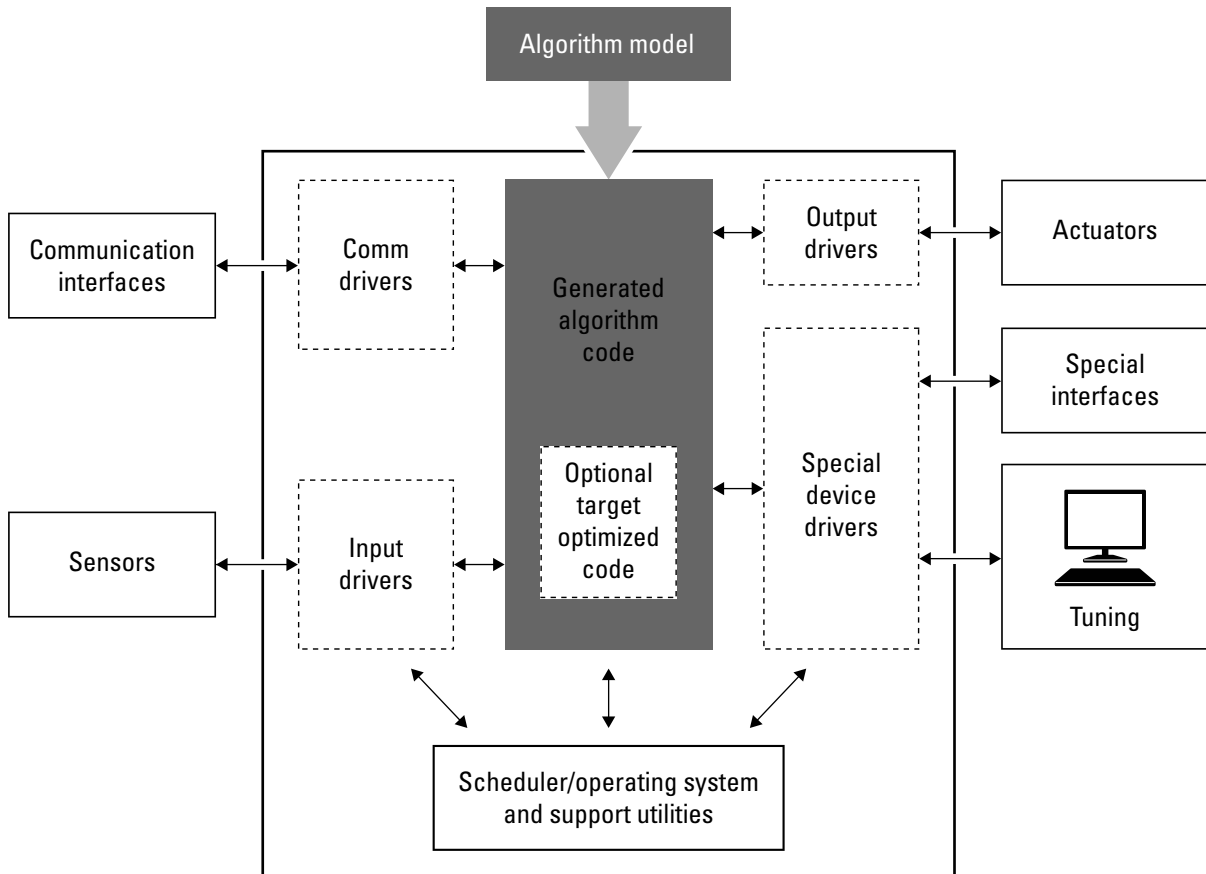 Algorithm model
Communication
interfaces
Comm
drivers
Generated
algorithm
code
Output
drivers
Actuators
Special
interfaces
Sensors
Input
drivers
Optional
target
optimized
code
Special
device
drivers
Tuning
Scheduler/operating system
and support utilities